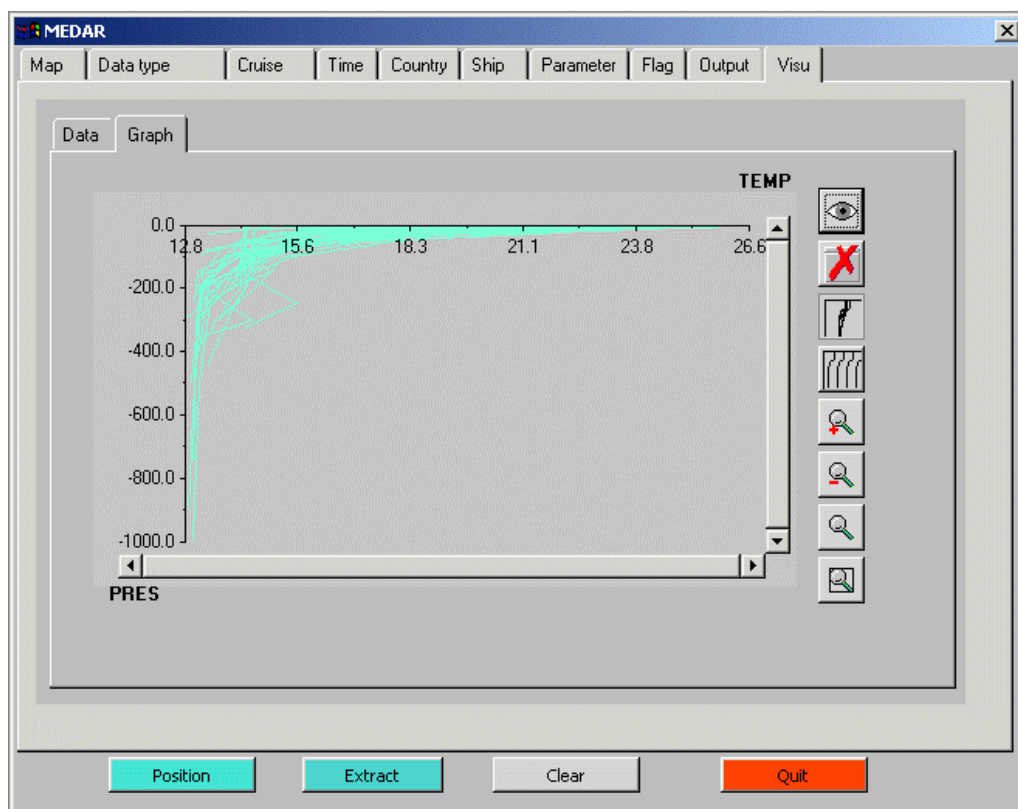 MEDAR
Map Data type Cruise Time Country Ship Parameter Flag Output Visu
Data Graph
TEMP
0.0
12.8 15.6 18.3 21.1 23.8 26.6
-200.0
-400.0
-600.0
-800.0
-1000.0
PRES
Position Extract Clear Quit